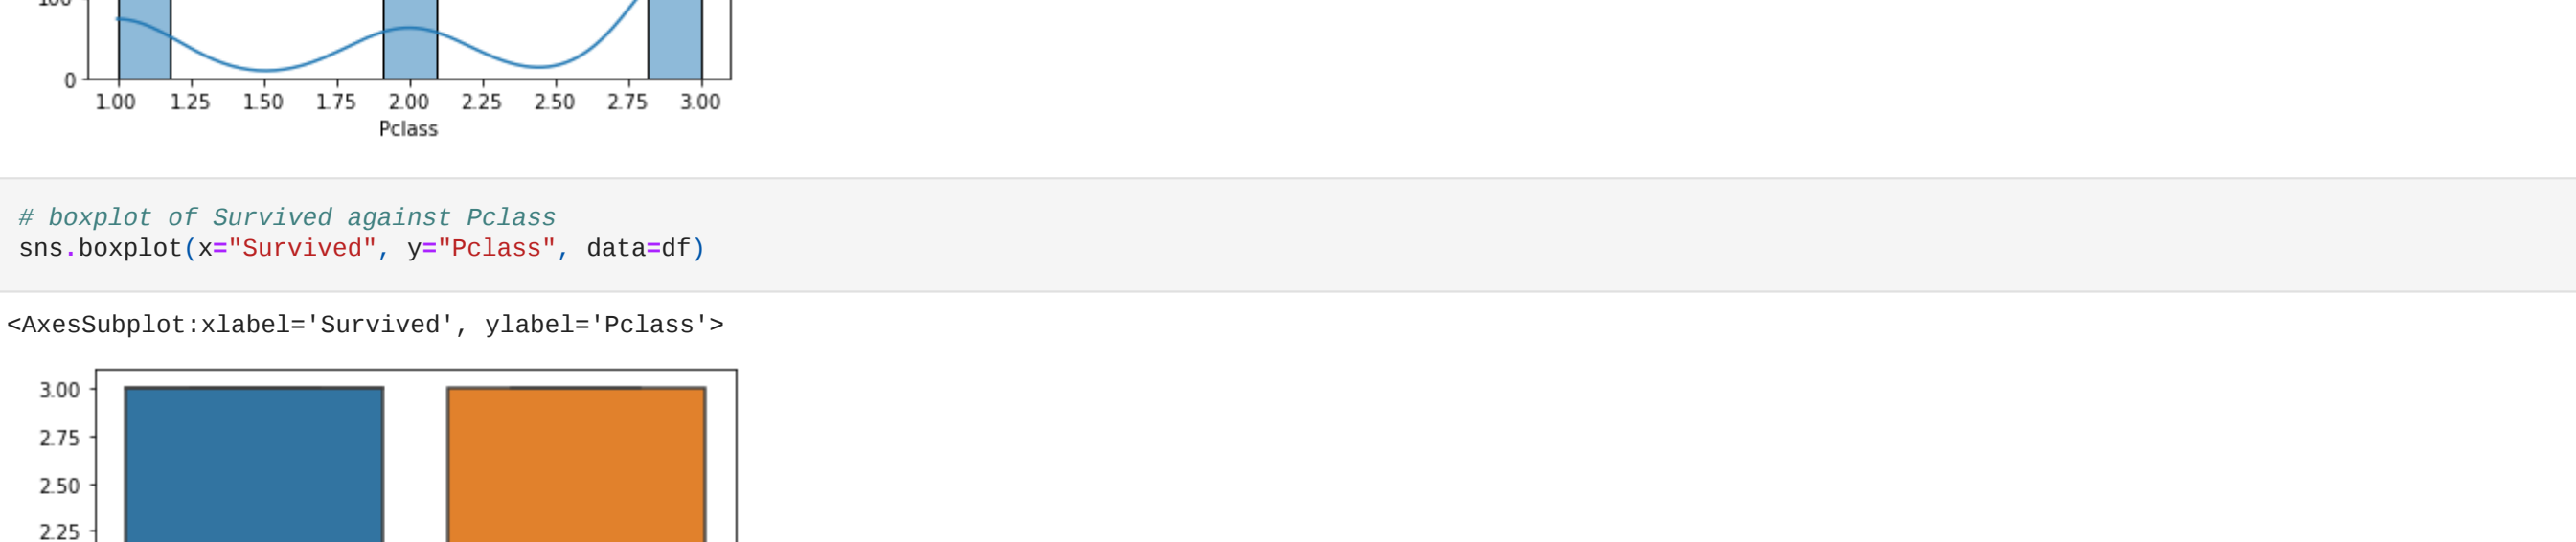 0
1.00 1.25 1.50 1.75 2.00 2.25 2.50 2.75 3.00
Pclass
# boxplot of Survived against Pclass
sns.boxplot(x="Survived", y="Pclass", data=df)
<AxesSubplot:xlabel='Survived', ylabel='Pclass'>
3.00
2.75
2.50
2.25